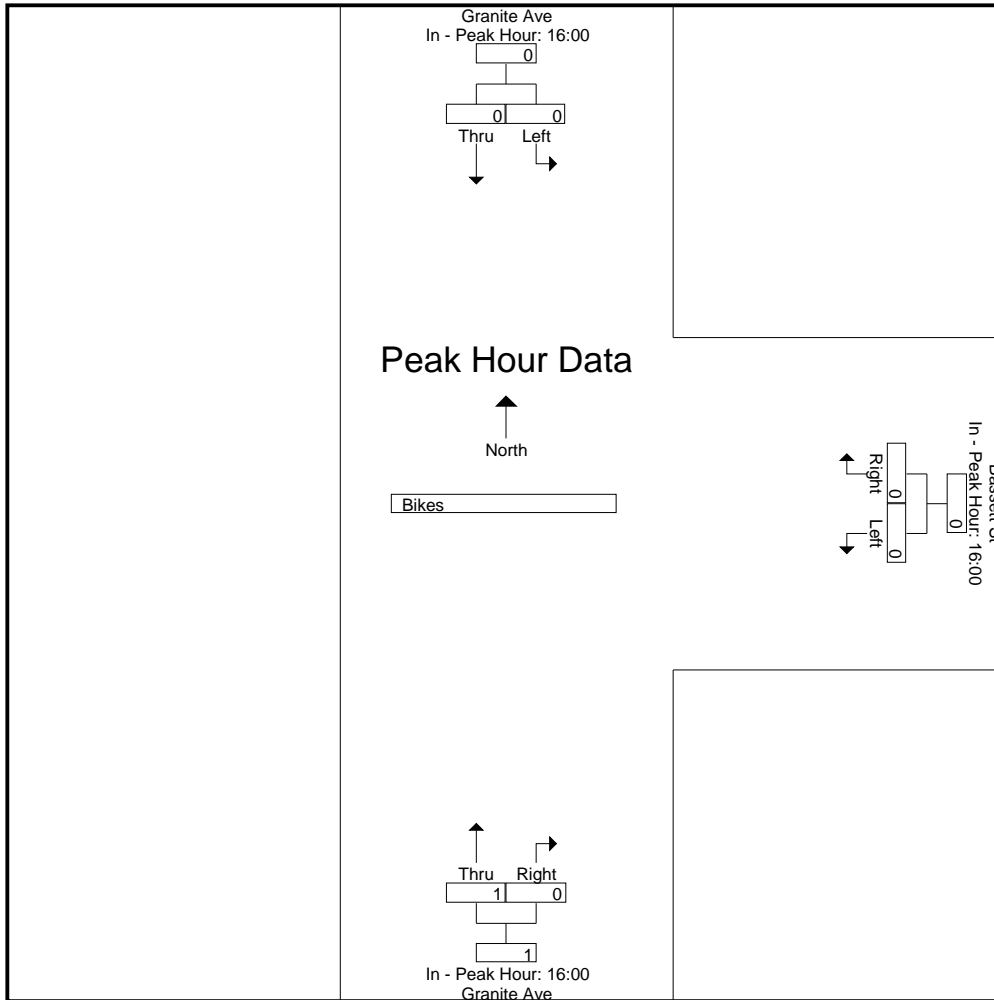 Granite Ave
In - Peak Hour: 16:00
0
0 0
Thru Left
Peak Hour Data
North
Bikes
In - Peak Hour: 16:00
0
0 0
Right Left
Thru Right
1 0
1
In - Peak Hour: 16:00
Granite Ave